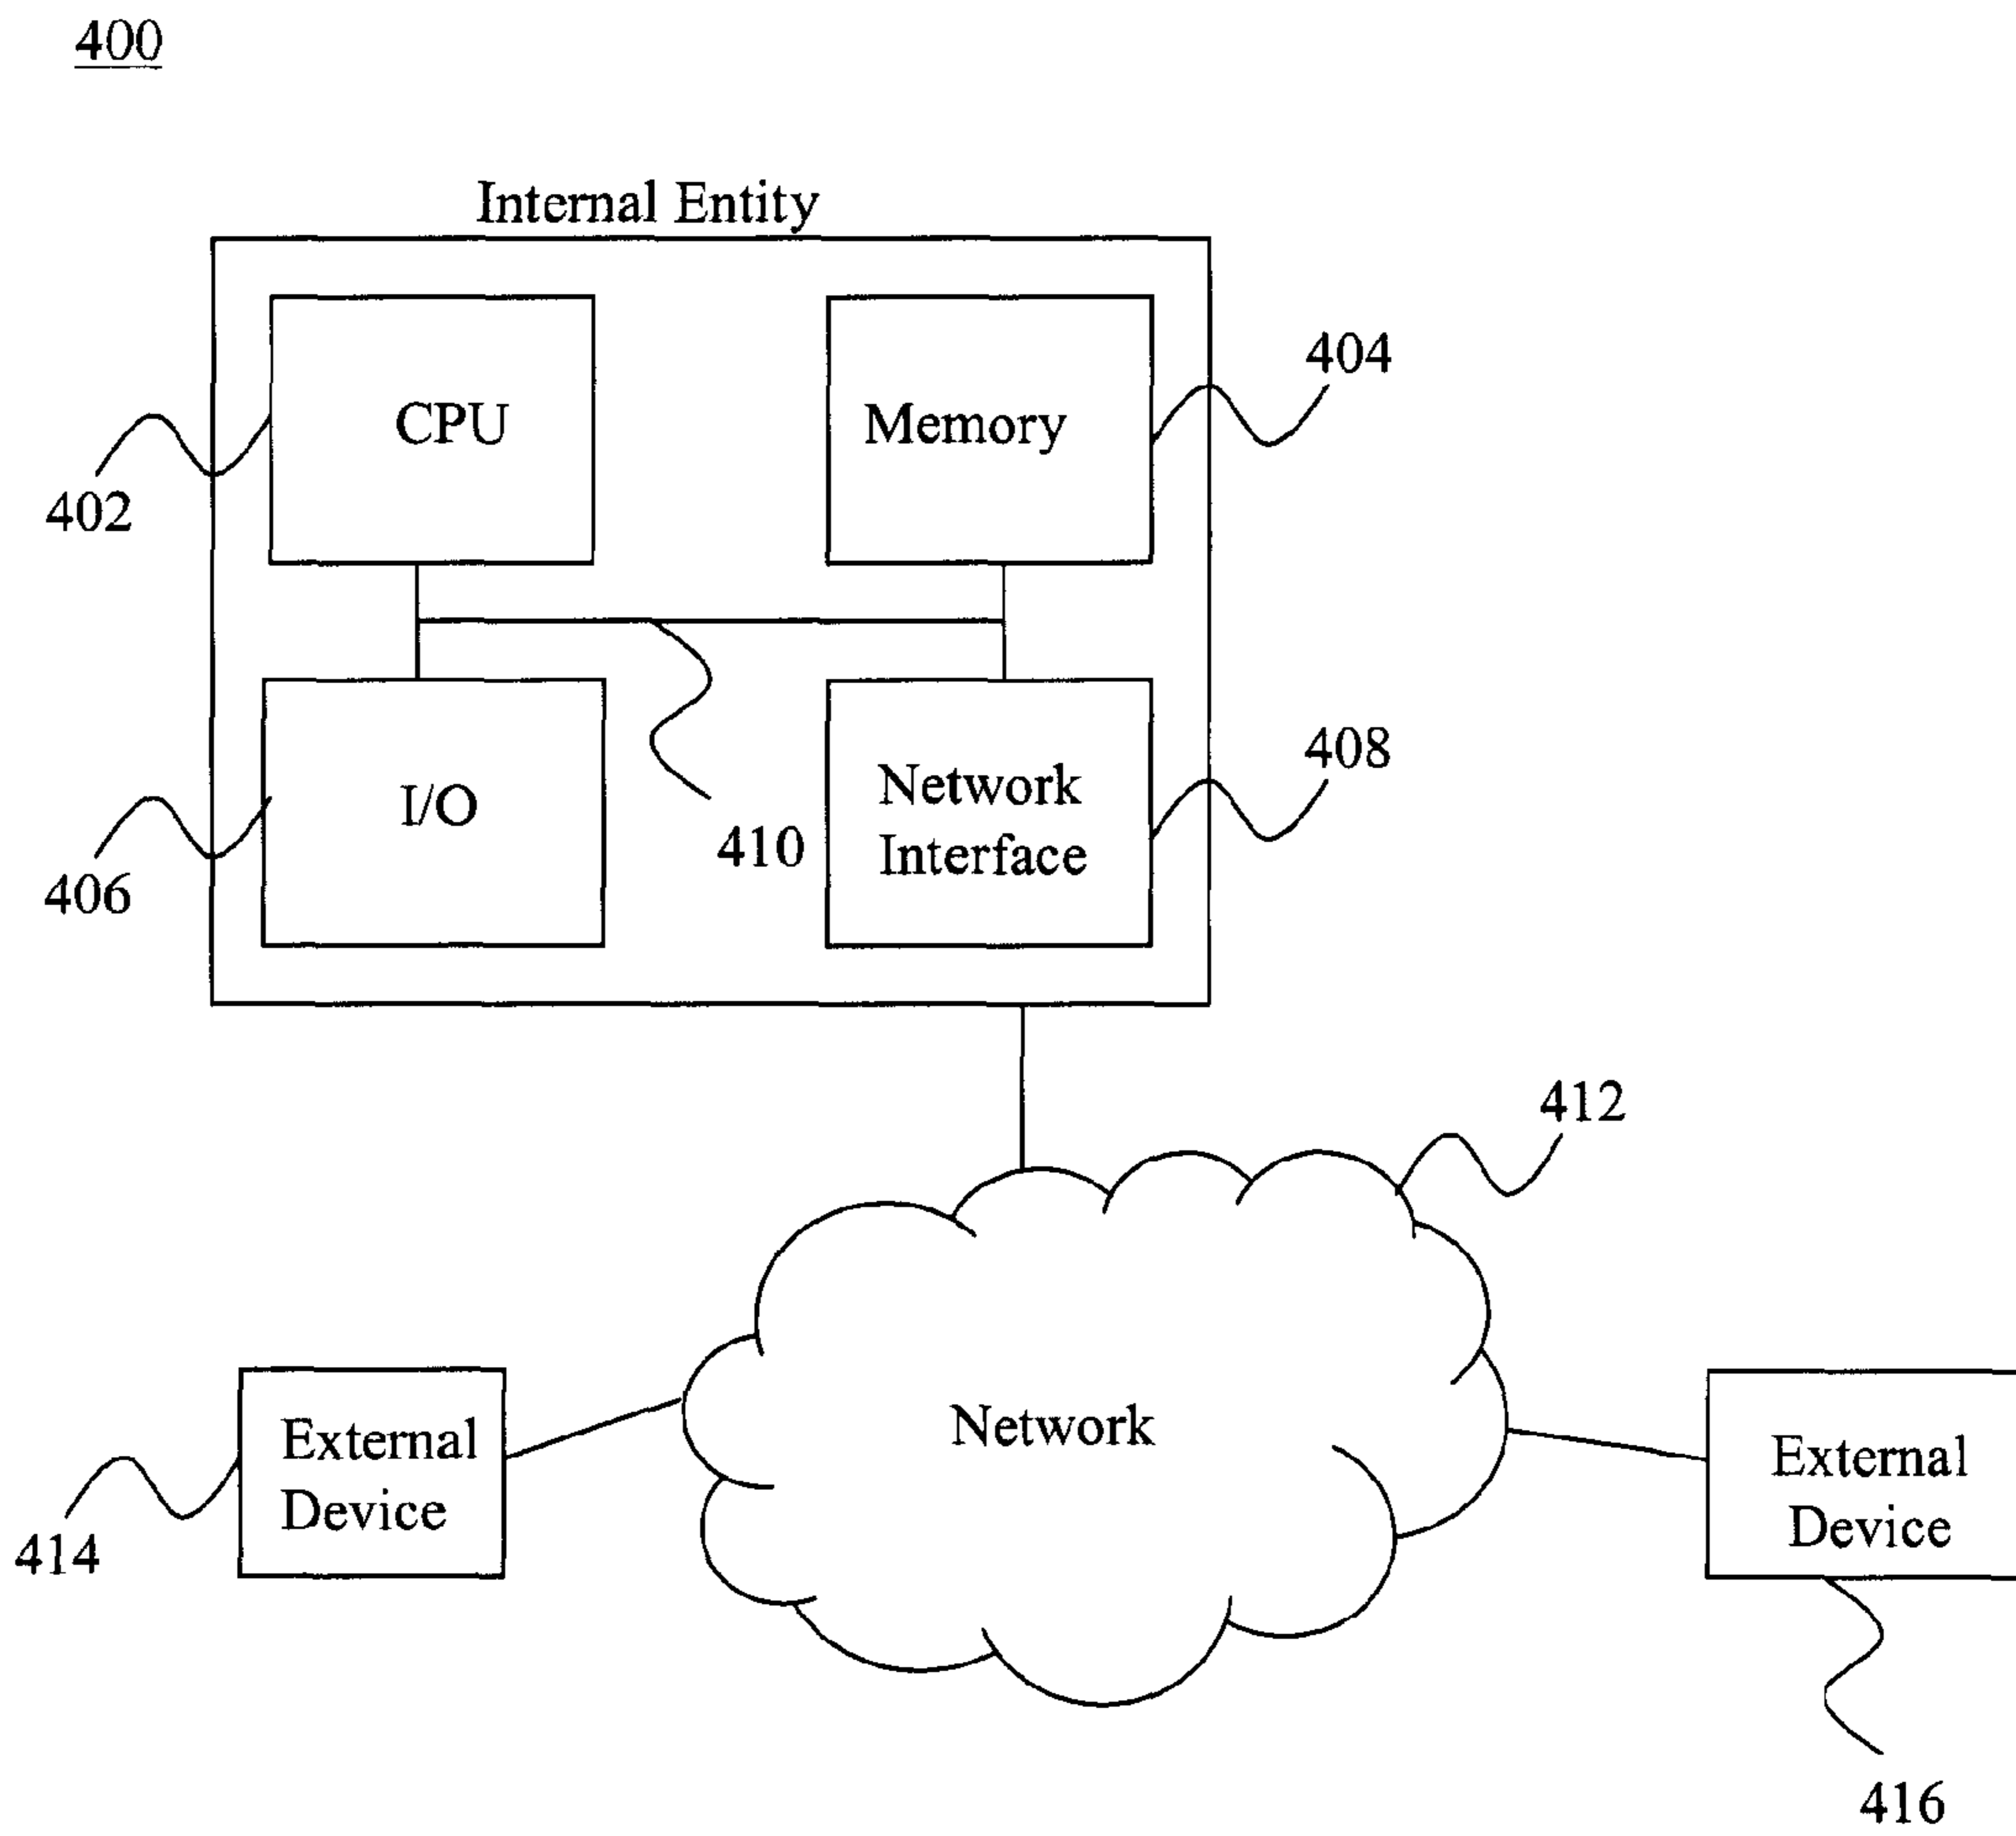 400
Internal Entity
CPU
Memory
404
402
I/O
Network
Interface
408
406
410
412
Network
External
Device
External
Device
414
416